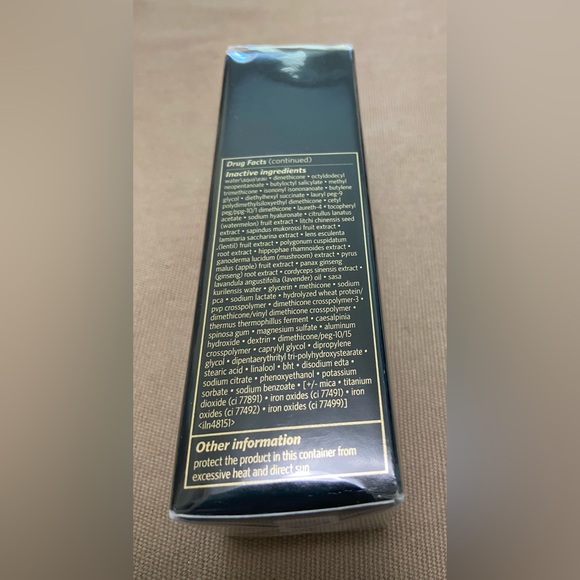 Drug Facts (continued)
Inactive ingredients
water\aqua\eau • dimethicone • octyldodecyl
neopentanoate • butyloctyl salicylate • methyl
trimethicone • isononyl isononanoate • butylene
glycol • diethylhexyl succinate • lauryl peg-9
polydimethylsiloxyethyl dimethicone • cetyl
peg/ppg-10/1 dimethicone • laureth-4 • tocopheryl
acetate • sodium hyaluronate • citrullus lanatus
(watermelon) fruit extract • litchi chinensis seed
extract • sapindus mukorossi fruit extract •
laminaria saccharina extract • lens esculenta
(lentil) fruit extract • polygonum cuspidatum
root extract • hippophae rhamnoides extract •
ganoderma lucidum (mushroom) extract • pyrus
malus (apple) fruit extract • panax ginseng
(ginseng) root extract • cordyceps sinensis extract •
lavandula angustifolia (lavender) oil • sasa
kurilensis water • glycerin • methicone • sodium
pca • sodium lactate • hydrolyzed wheat protein/
pvp crosspolymer • dimethicone crosspolymer-3 •
dimethicone/vinyl dimethicone crosspolymer •
thermus thermophillus ferment • caesalpinia
spinosa gum • magnesium sulfate • aluminum
hydroxide • dextrin • dimethicone/peg-10/15
crosspolymer • caprylyl glycol • dipropylene
glycol • dipentaerythrityl tri-polyhydroxystearate •
stearic acid • linalool • bht • disodium edta •
sodium citrate • phenoxyethanol • potassium
sorbate • sodium benzoate • [+/- mica • titanium
dioxide (ci 77891) • iron oxides (ci 77491) • iron
oxides (ci 77492) • iron oxides (ci 77499)]
<iln48151>
Other information
protect the product in this container from
excessive heat and direct sun